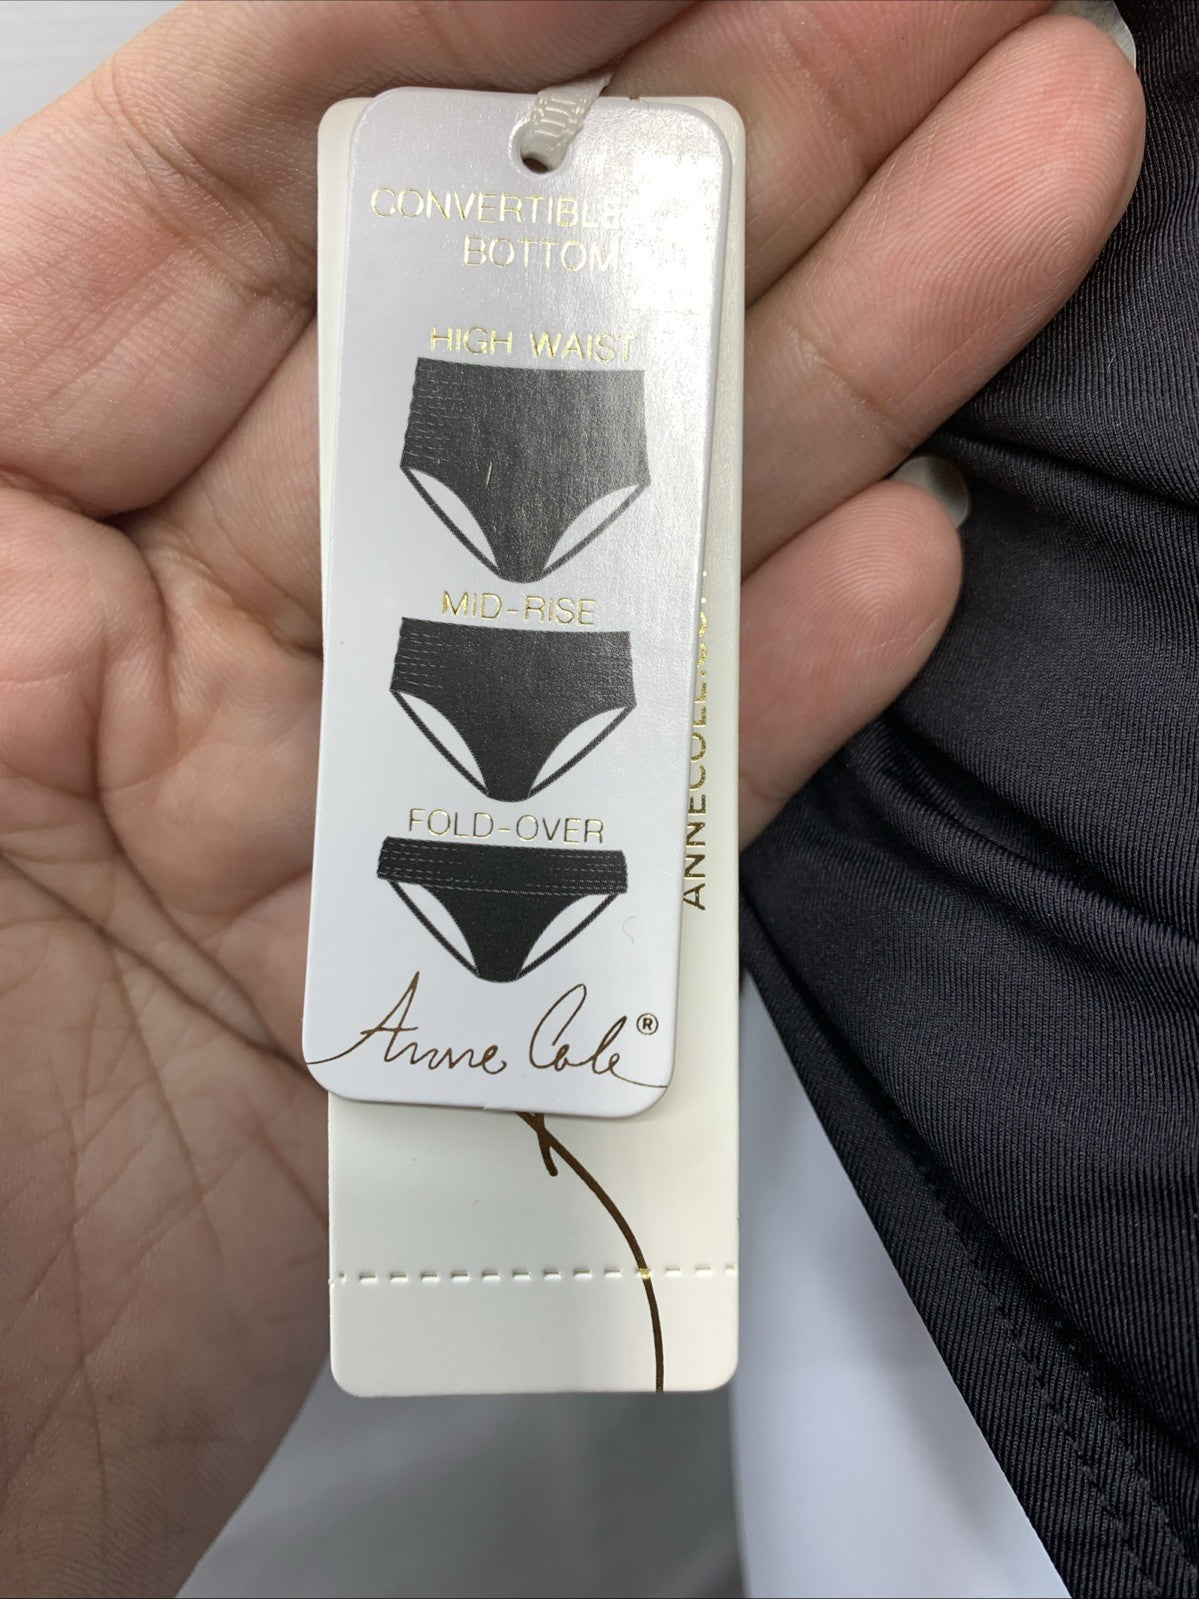 CONVERTIBLE
BOTTOM
HIGH WAIST
MID-RISE
FOLD-OVER
Anne Cole®